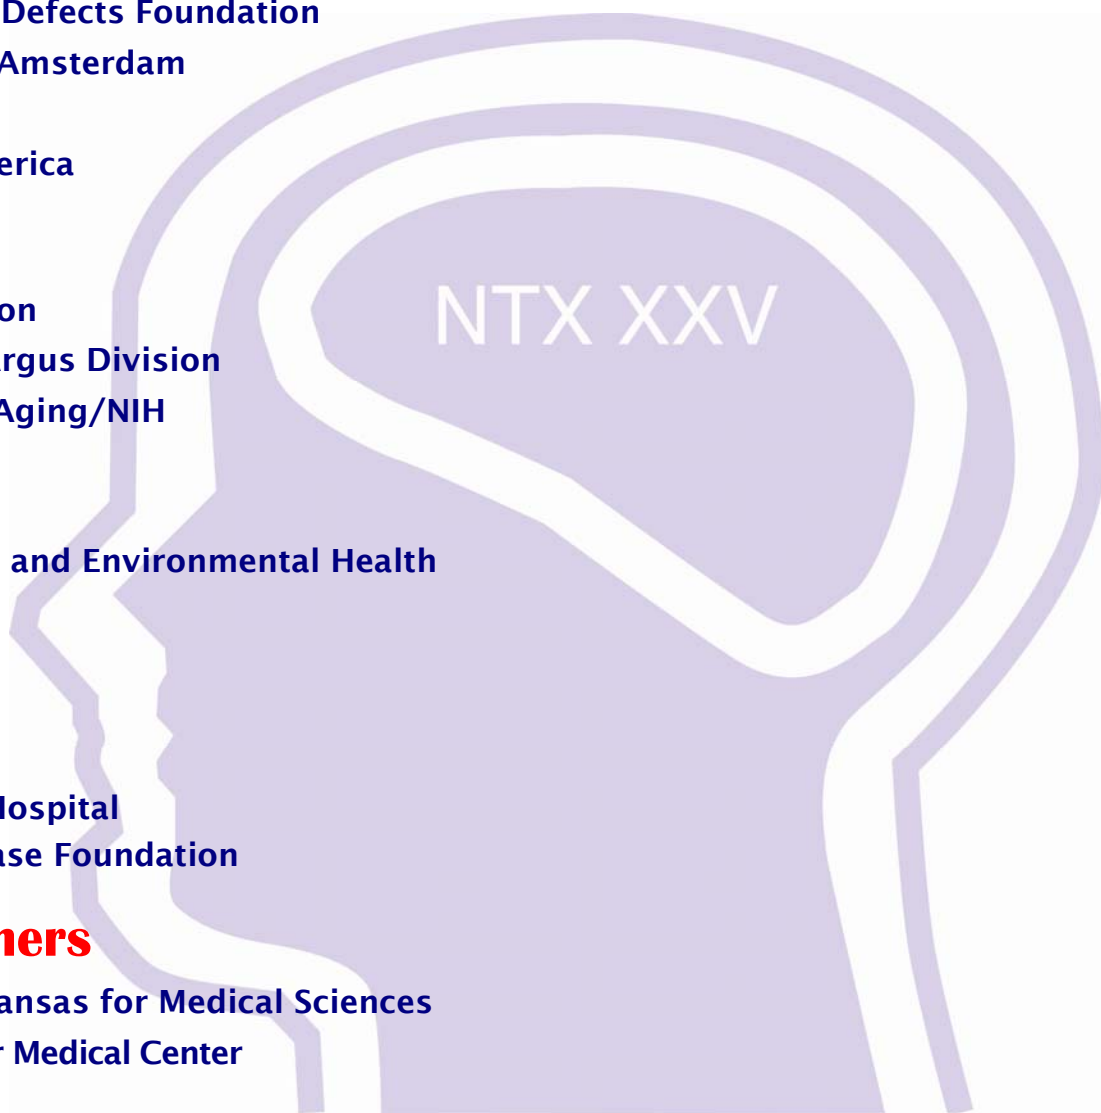 Defects Foundation
Amsterdam
erica
NTX XXV
on
rgus Division
Aging/NIH
and Environmental Health
Hospital
ase Foundation
ners
ansas for Medical Sciences
r Medical Center